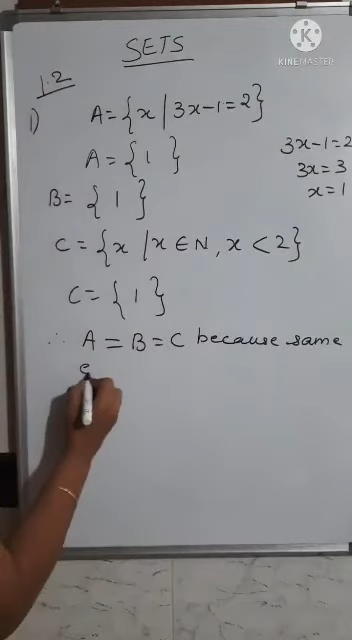 SETS
KINEMASTER
1.2
1) A = {x | 3x-1=2}
A = {1}
3x-1=2
3x=3
x=1
B = {1}
C = {x | x ∈ N, x < 2}
C = {1}
∴ A = B = C because same
e